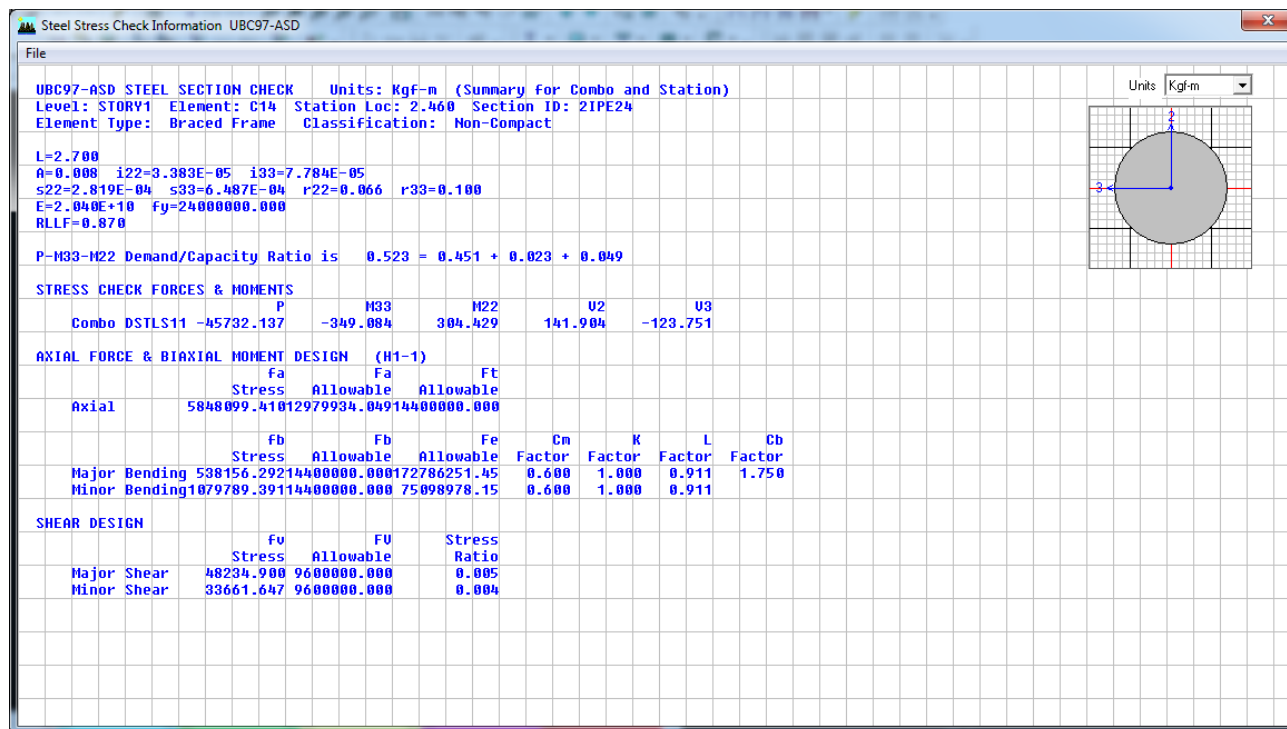 Steel Stress Check Information UBC97-ASD
File
UBC97-ASD STEEL SECTION CHECK Units: Kgf-m (Summary for Combo and Station)
Units Kgf-m
Level: STORY1 Element: C14 Station Loc: 2.460 Section ID: 2IPE24
Element Type: Braced Frame Classification: Non-Compact
2
3
L=2.700
A=0.008 i22=3.383E-05 i33=7.784E-05
s22=2.819E-04 s33=6.487E-04 r22=0.066 r33=0.100
E=2.040E+10 fy=24000000.000
RLLF=0.870
P-M33-M22 Demand/Capacity Ratio is 0.523 = 0.451 + 0.023 + 0.049
STRESS CHECK FORCES & MOMENTS
P M33 M22 V2 V3
Combo DSTLS11 -45732.137 -349.084 304.429 141.904 -123.751
AXIAL FORCE & BIAXIAL MOMENT DESIGN (H1-1)
fa Fa Ft
Stress Allowable Allowable
Axial 5848099.41012979934.04914400000.000
fb Fb Fe Cm K L Cb
Stress Allowable Allowable Factor Factor Factor Factor
Major Bending 538156.29214400000.000172786251.45 0.600 1.000 0.911 1.750
Minor Bending1079789.39114400000.000 75098978.15 0.600 1.000 0.911
SHEAR DESIGN
fv FV Stress
Stress Allowable Ratio
Major Shear 48234.900 9600000.000 0.005
Minor Shear 33661.647 9600000.000 0.004